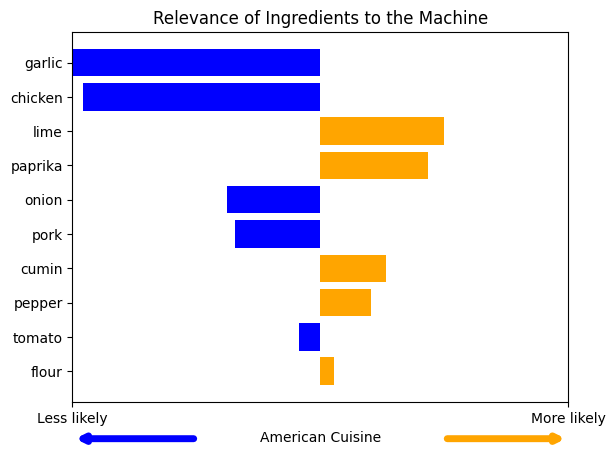 Relevance of Ingredients to the Machine
garlic
chicken
lime
paprika
onion
pork
cumin
pepper
tomato
flour
Less likely
More likely
American Cuisine